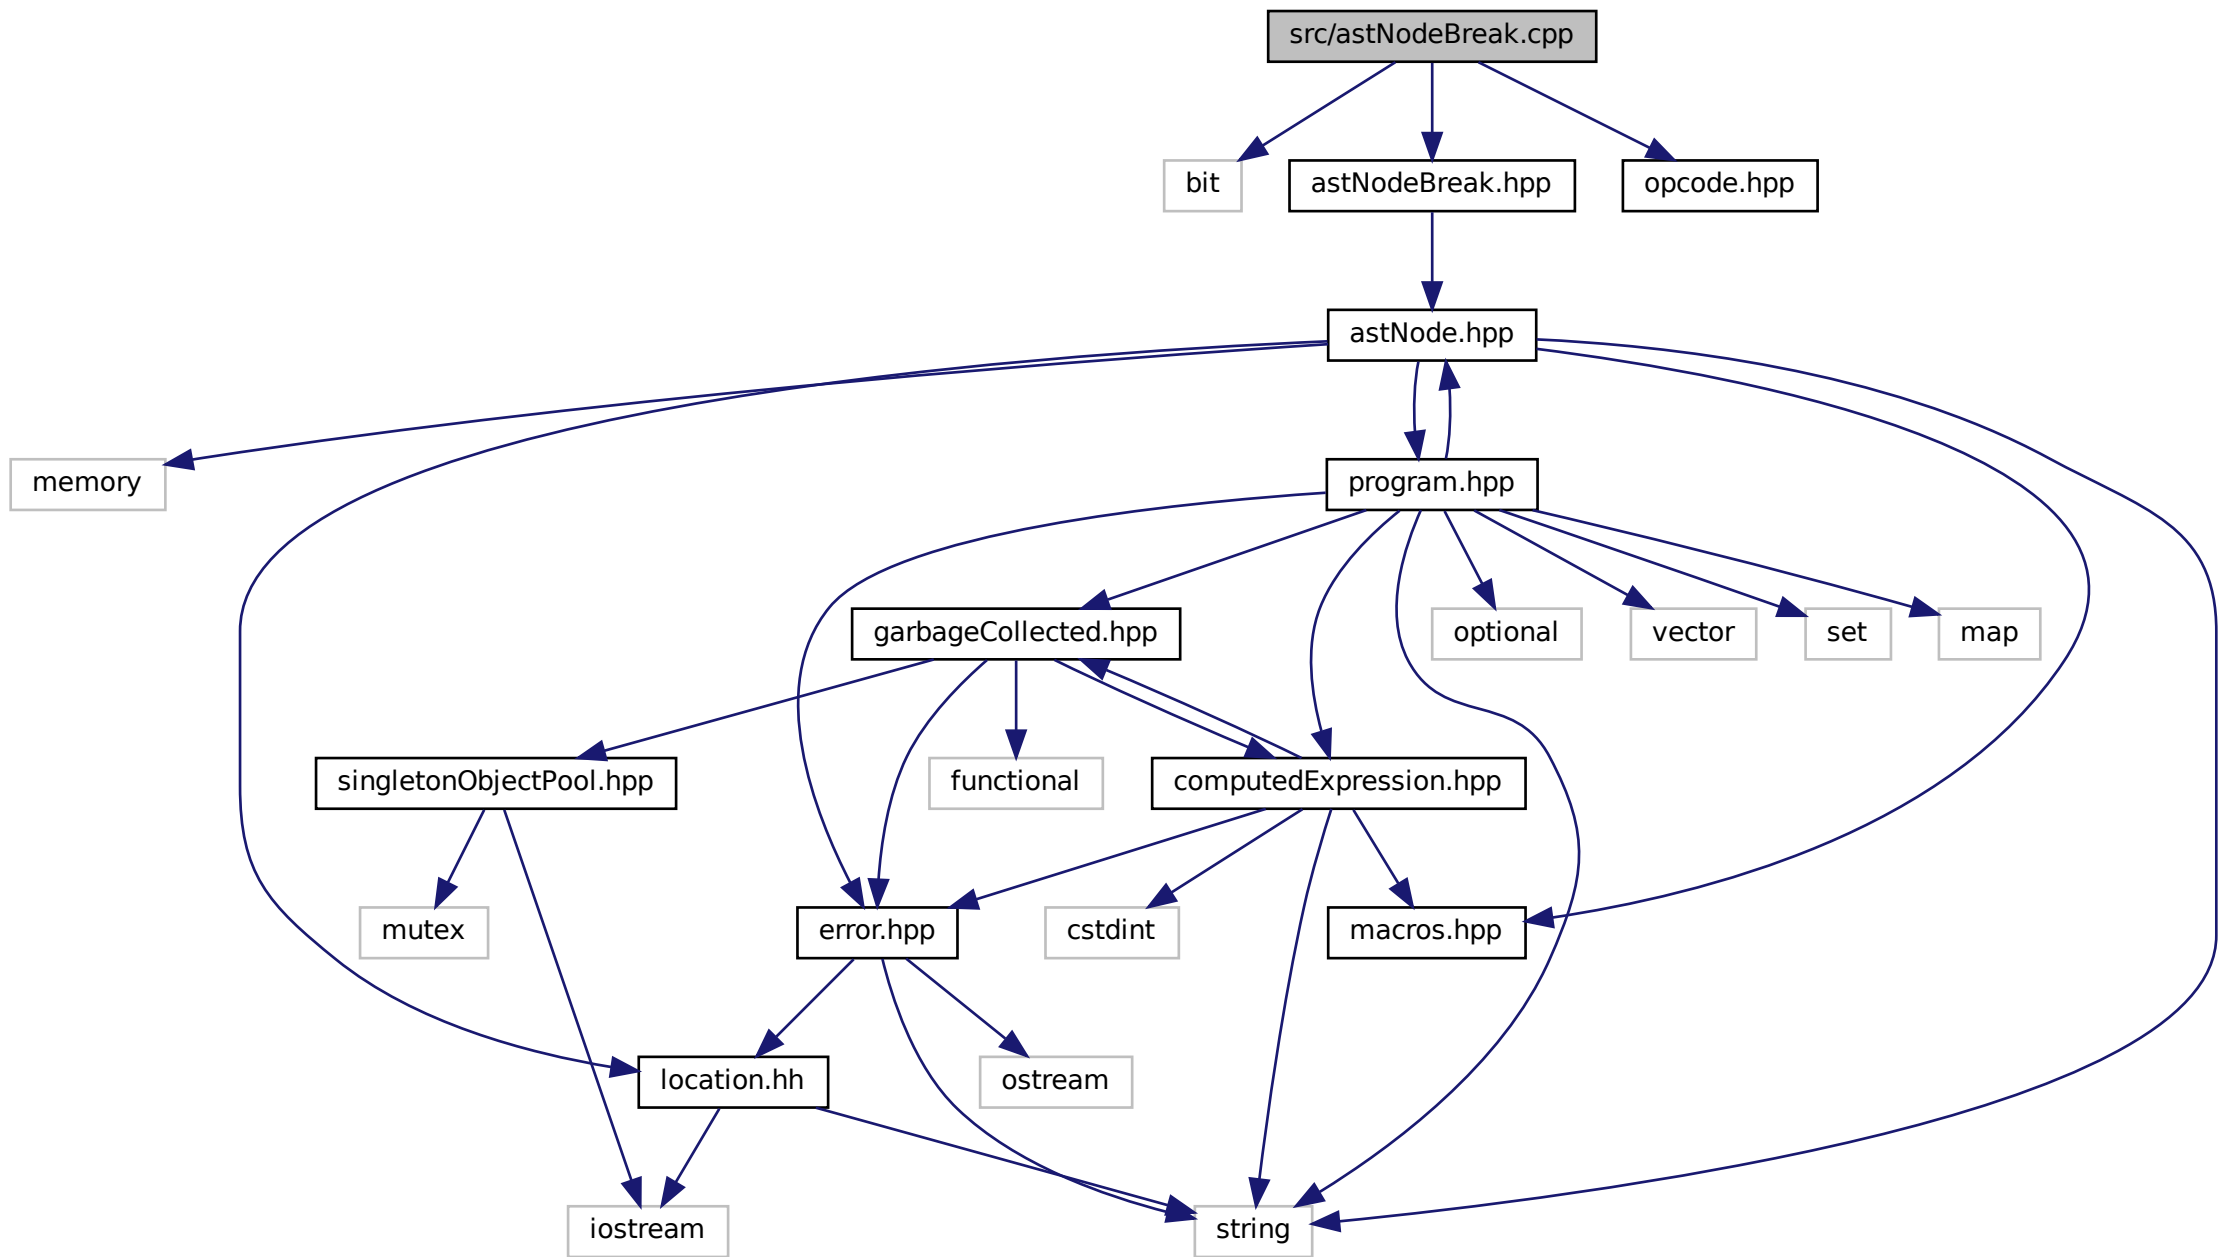 src/astNodeBreak.cpp
bit
astNodeBreak.hpp
opcode.hpp
astNode.hpp
memory
program.hpp
garbageCollected.hpp
optional
vector
set
map
singletonObjectPool.hpp
functional
computedExpression.hpp
mutex
error.hpp
cstdint
macros.hpp
location.hh
ostream
iostream
string